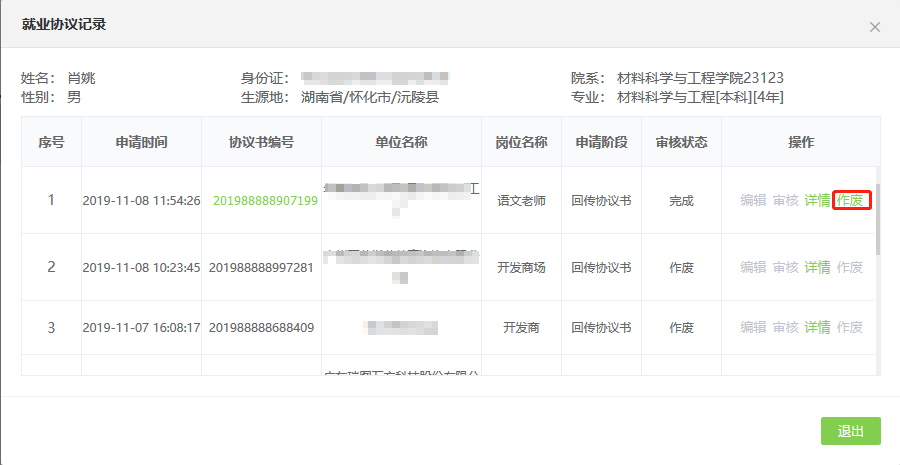 就业协议记录
姓名： 肖姚 身份证： 院系： 材料科学与工程学院23123
性别： 男 生源地： 湖南省/怀化市/沅陵县 专业： 材料科学与工程[本科][4年]
序号 申请时间 协议书编号 单位名称 岗位名称 申请阶段 审核状态 操作
1 2019-11-08 11:54:26 201988888907199 语文老师 回传协议书 完成 编辑 审核 详情 作废
2 2019-11-08 10:23:45 201988888997281 开发商场 回传协议书 作废 编辑 审核 详情 作废
3 2019-11-07 16:08:17 201988888688409 开发商 回传协议书 作废 编辑 审核 详情 作废
退出